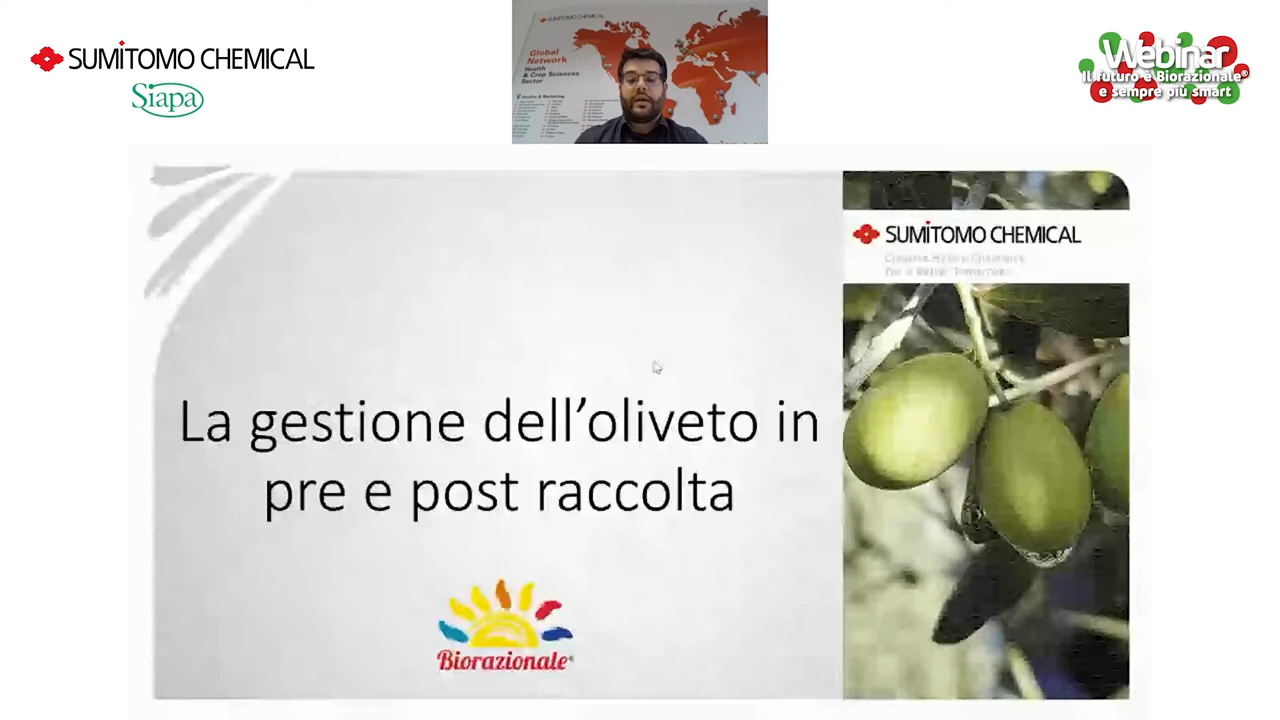 SUMITOMO CHEMICAL
Siapa
SUMITOMO CHEMICAL
Global
Network
Health
& Crop Sciences
Sector
Webinar
Il futuro è Biorazionale®
e sempre più smart
SUMITOMO CHEMICAL
La gestione dell’oliveto in
pre e post raccolta
Biorazionale®